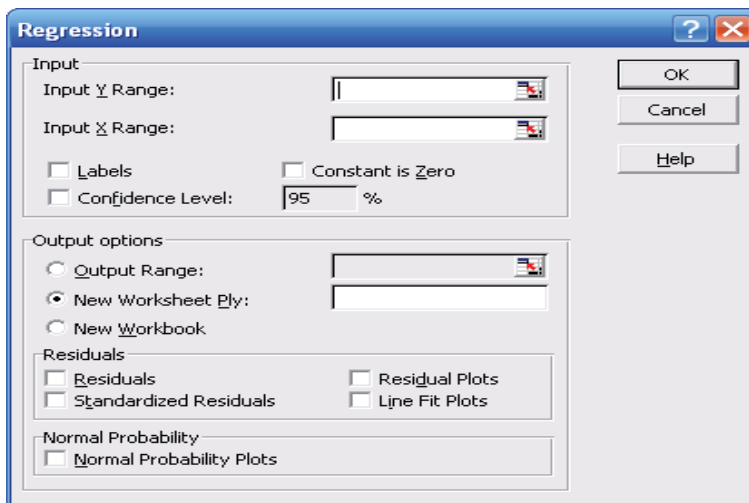 Regression
Input
Input Y Range:
Input X Range:
Labels
Constant is Zero
Confidence Level: 95 %
OK
Cancel
Help
Output options
Output Range:
New Worksheet Ply:
New Workbook
Residuals
Residuals
Residual Plots
Standardized Residuals
Line Fit Plots
Normal Probability
Normal Probability Plots